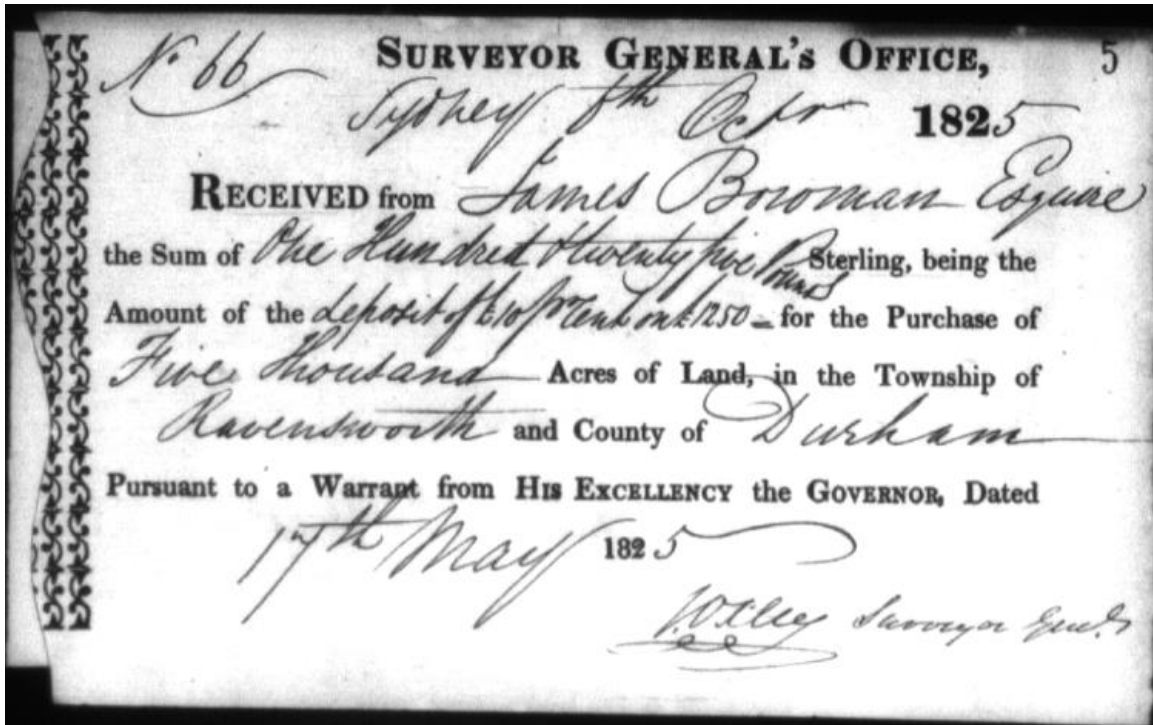 No 66 SURVEYOR GENERAL'S OFFICE, 5
Sydney 8th Octr 1825
RECEIVED from James Bowman Esquire
the Sum of One Hundred & twenty five Pounds Sterling, being the
Amount of the deposit of £10 pr Cent on £1250 - for the Purchase of
Five Thousand Acres of Land, in the Township of
Ravensworth and County of Durham
Pursuant to a Warrant from HIS EXCELLENCY the GOVERNOR, Dated
17th May 1825
J Oxley Surveyor Genl.